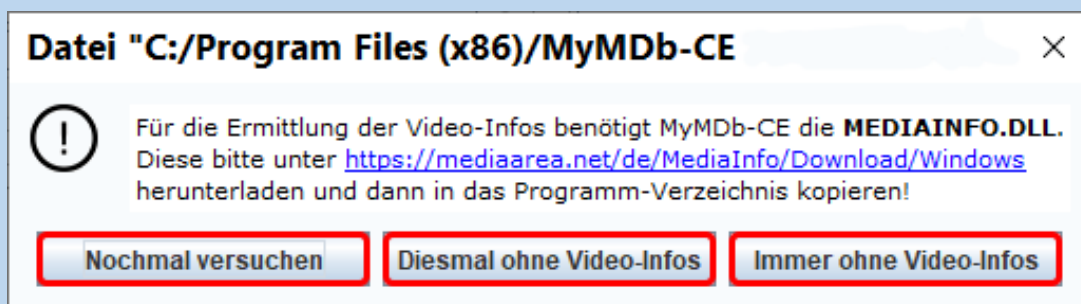 Datei "C:/Program Files (x86)/MyMDb-CE
Für die Ermittlung der Video-Infos benötigt MyMDb-CE die MEDIAINFO.DLL.
Diese bitte unter https://mediaarea.net/de/MediaInfo/Download/Windows
herunterladen und dann in das Programm-Verzeichnis kopieren!
Nochmal versuchen Diesmal ohne Video-Infos Immer ohne Video-Infos